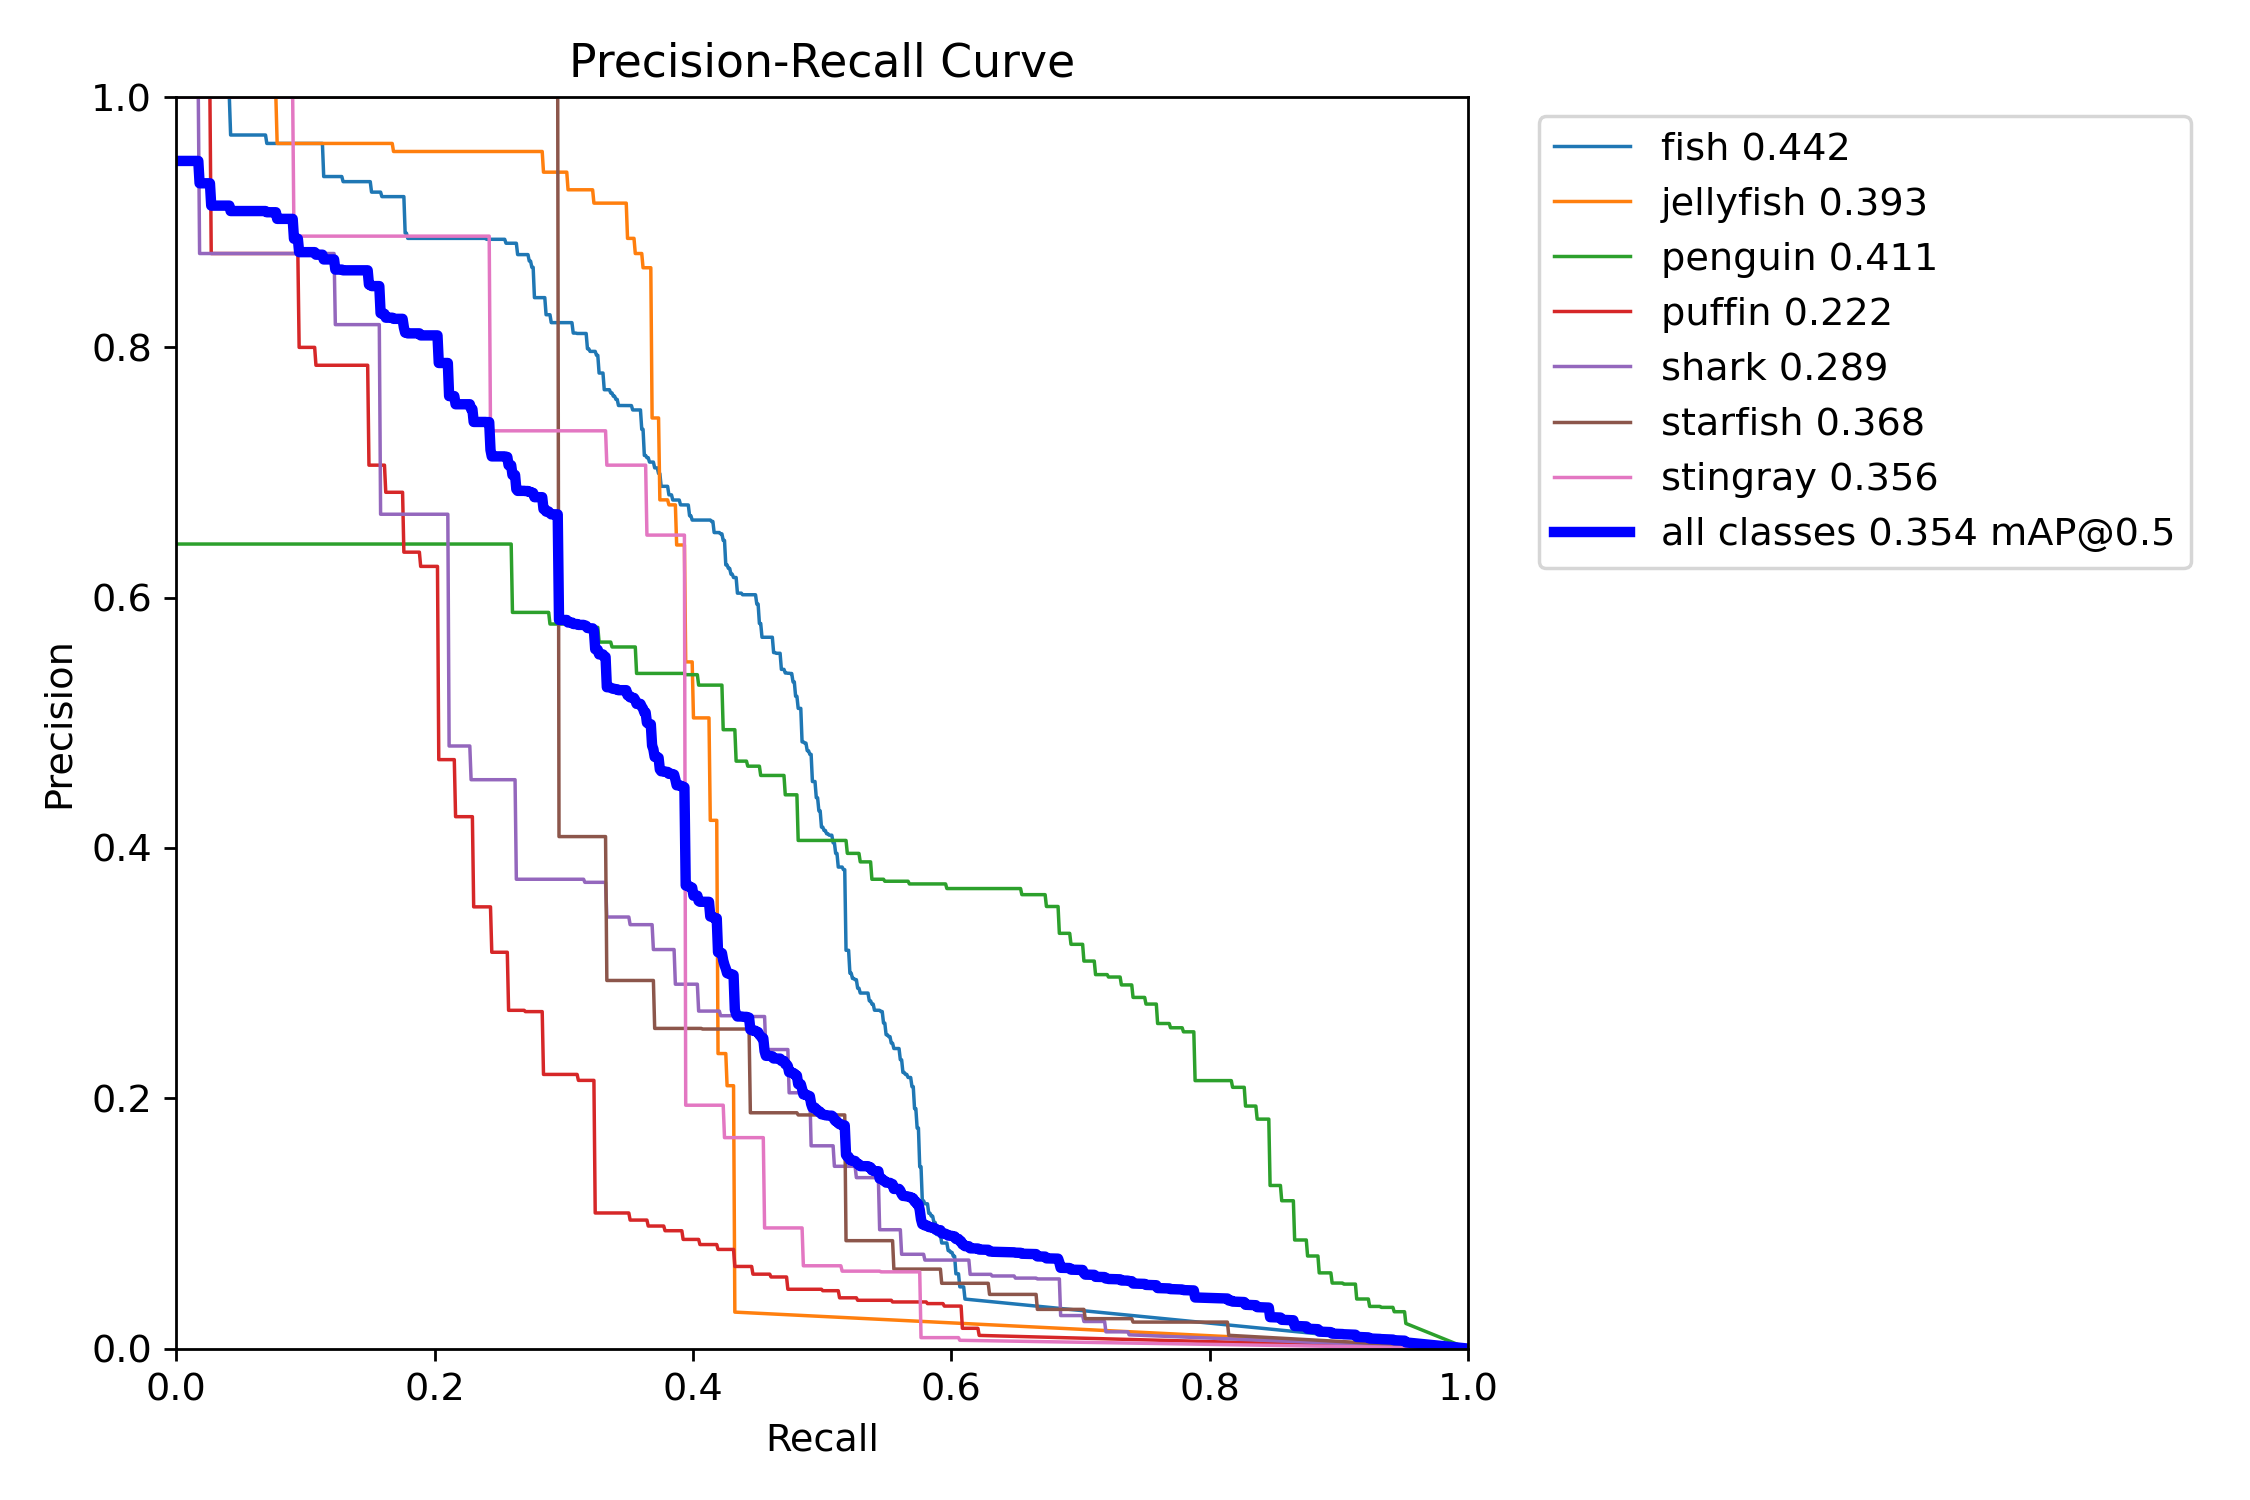 Precision-Recall Curve
1.0
0.8
0.6
0.4
0.2
0.0
Precision
0.0 0.2 0.4 0.6 0.8 1.0
Recall
fish 0.442
jellyfish 0.393
penguin 0.411
puffin 0.222
shark 0.289
starfish 0.368
stingray 0.356
all classes 0.354 mAP@0.5